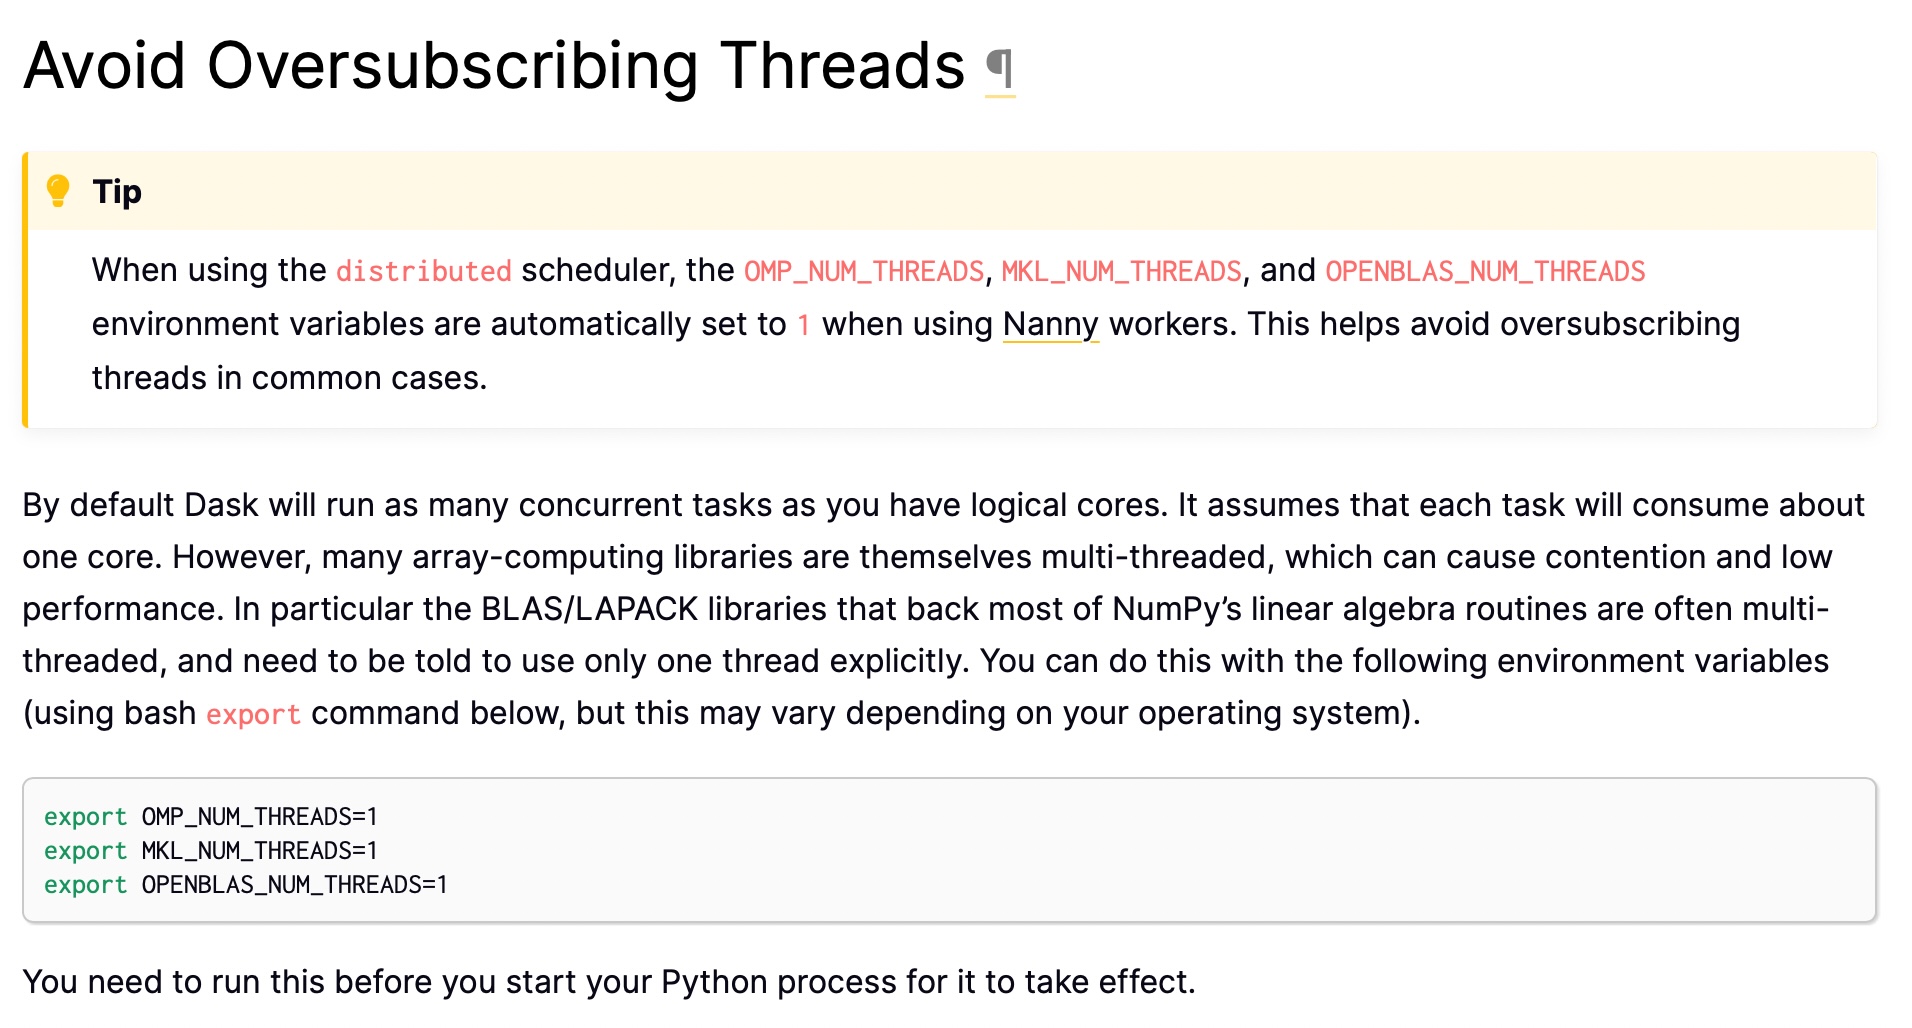 Avoid Oversubscribing Threads ¶
Tip
When using the distributed scheduler, the OMP_NUM_THREADS, MKL_NUM_THREADS, and OPENBLAS_NUM_THREADS
environment variables are automatically set to 1 when using Nanny workers. This helps avoid oversubscribing
threads in common cases.
By default Dask will run as many concurrent tasks as you have logical cores. It assumes that each task will consume about
one core. However, many array-computing libraries are themselves multi-threaded, which can cause contention and low
performance. In particular the BLAS/LAPACK libraries that back most of NumPy’s linear algebra routines are often multi-
threaded, and need to be told to use only one thread explicitly. You can do this with the following environment variables
(using bash export command below, but this may vary depending on your operating system).
export OMP_NUM_THREADS=1
export MKL_NUM_THREADS=1
export OPENBLAS_NUM_THREADS=1
You need to run this before you start your Python process for it to take effect.